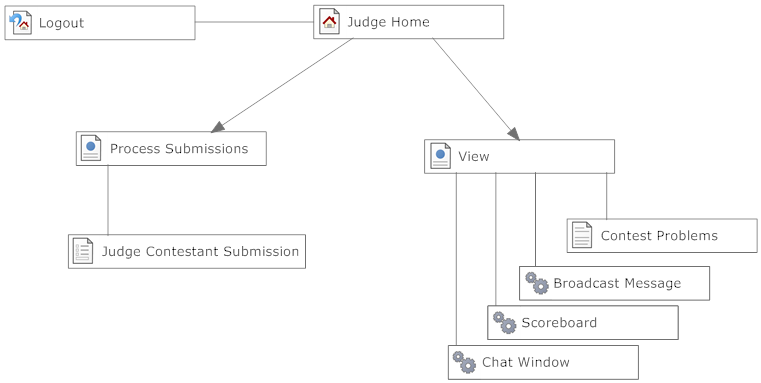 Logout
Judge Home
Process Submissions
View
Judge Contestant Submission
Contest Problems
Broadcast Message
Scoreboard
Chat Window